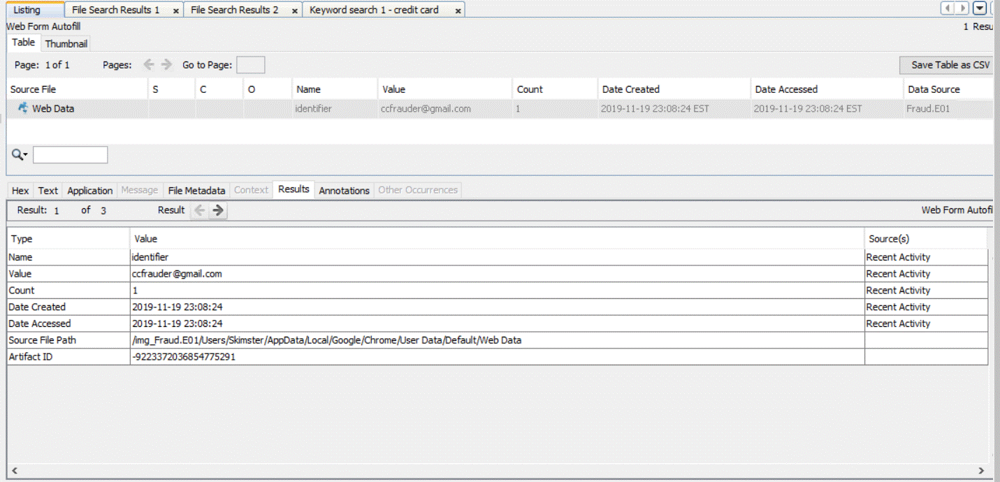 Listing File Search Results 1 x File Search Results 2 x Keyword search 1 - credit card x
Web Form Autofill 1 Resu
Table Thumbnail
Page: 1 of 1 Pages: Go to Page: Save Table as CSV
Source File S C O Name Value Count Date Created Date Accessed Data Source
Web Data identifier ccfrauder@gmail.com 1 2019-11-19 23:08:24 EST 2019-11-19 23:08:24 EST Fraud.E01
Hex Text Application Message File Metadata Context Results Annotations Other Occurrences
Result: 1 of 3 Result Web Form Autofi
Type Value Source(s)
Name identifier Recent Activity
Value ccfrauder@gmail.com Recent Activity
Count 1 Recent Activity
Date Created 2019-11-19 23:08:24 Recent Activity
Date Accessed 2019-11-19 23:08:24 Recent Activity
Source File Path /img_Fraud.E01/Users/Skimster/AppData/Local/Google/Chrome/User Data/Default/Web Data
Artifact ID -9223372036854775291